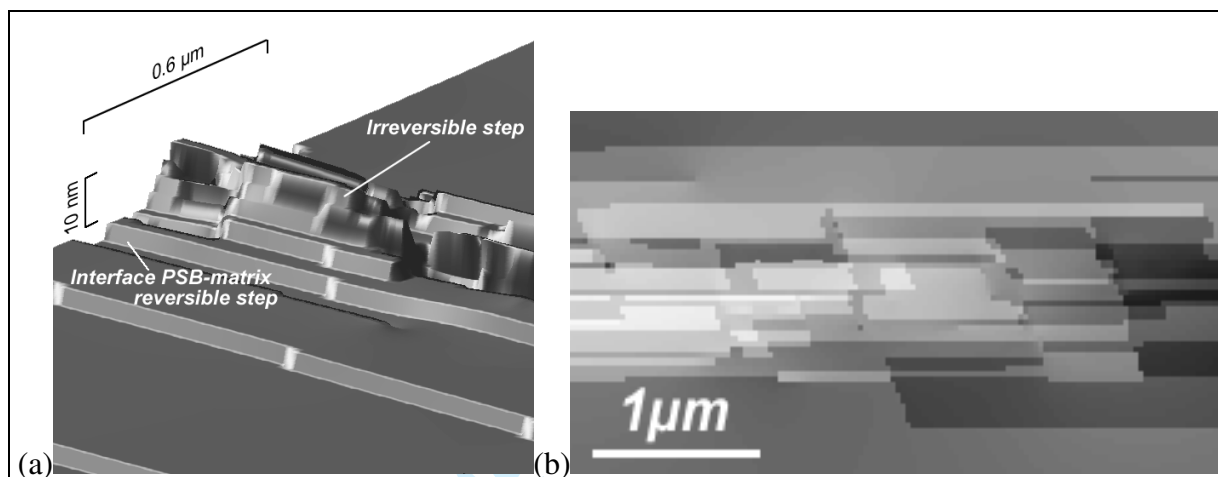 0.6 µm
Irreversible step
10 nm
Interface PSB-matrix
reversible step
1µm
(a)
(b)